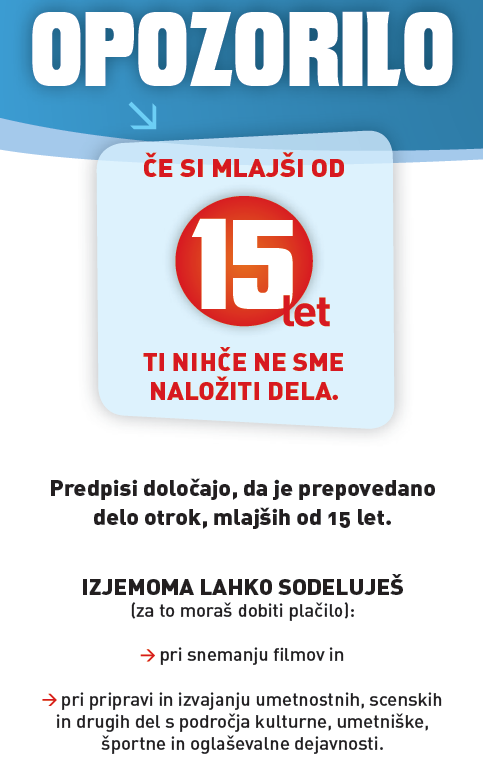 OPOZORILO
ČE SI MLAJŠI OD
15
let
TI NIHČE NE SME
NALOŽITI DELA.
Predpisi določajo, da je prepovedano
delo otrok, mlajših od 15 let.
IZJEMOMA LAHKO SODELUJEŠ
(za to moraš dobiti plačilo):
→ pri snemanju filmov in
→ pri pripravi in izvajanju umetnostnih, scenskih
in drugih del s področja kulturne, umetniške,
športne in oglaševalne dejavnosti.